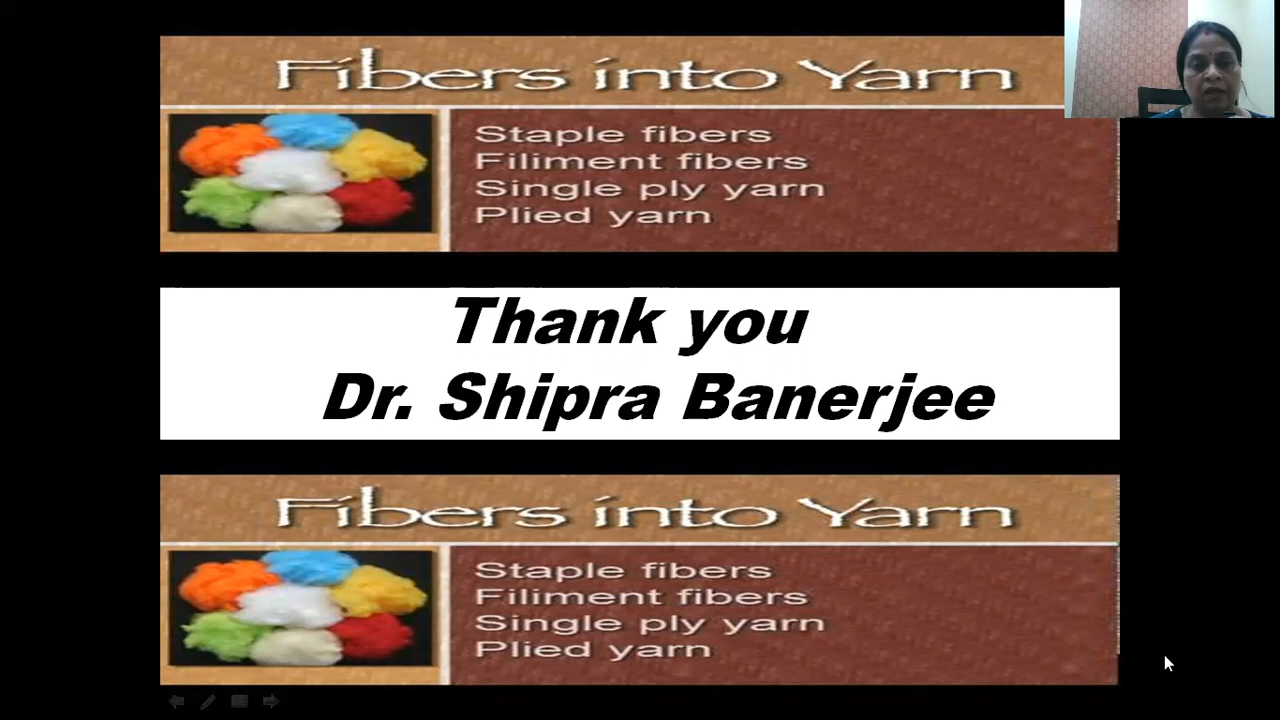 Fibers into Yarn
Staple fibers
Filiment fibers
Single ply yarn
Plied yarn
Thank you
Dr. Shipra Banerjee
Fibers into Yarn
Staple fibers
Filiment fibers
Single ply yarn
Plied yarn